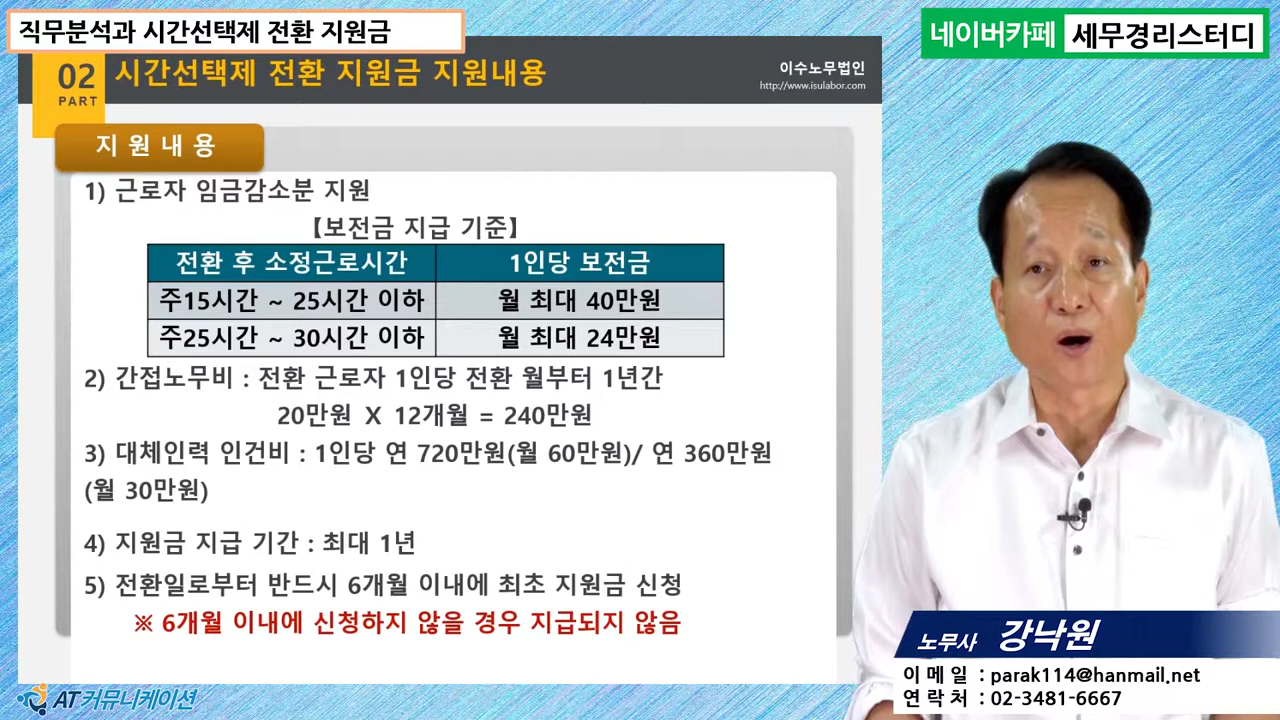 직무분석과 시간선택제 전환 지원금
네이버카페 세무경리스터디
02
PART
시간선택제 전환 지원금 지원내용
이수노무법인
http://www.isulabor.com
지 원 내 용
1) 근로자 임금감소분 지원
【보전금 지급 기준】
전환 후 소정근로시간 1인당 보전금
주15시간 ~ 25시간 이하 월 최대 40만원
주25시간 ~ 30시간 이하 월 최대 24만원
2) 간접노무비 : 전환 근로자 1인당 전환 월부터 1년간
20만원 X 12개월 = 240만원
3) 대체인력 인건비 : 1인당 연 720만원(월 60만원)/ 연 360만원
(월 30만원)
4) 지원금 지급 기간 : 최대 1년
5) 전환일로부터 반드시 6개월 이내에 최초 지원금 신청
※ 6개월 이내에 신청하지 않을 경우 지급되지 않음
노무사 강낙원
이 메 일 : parak114@hanmail.net
연 락 처 : 02-3481-6667
AT커뮤니케이션